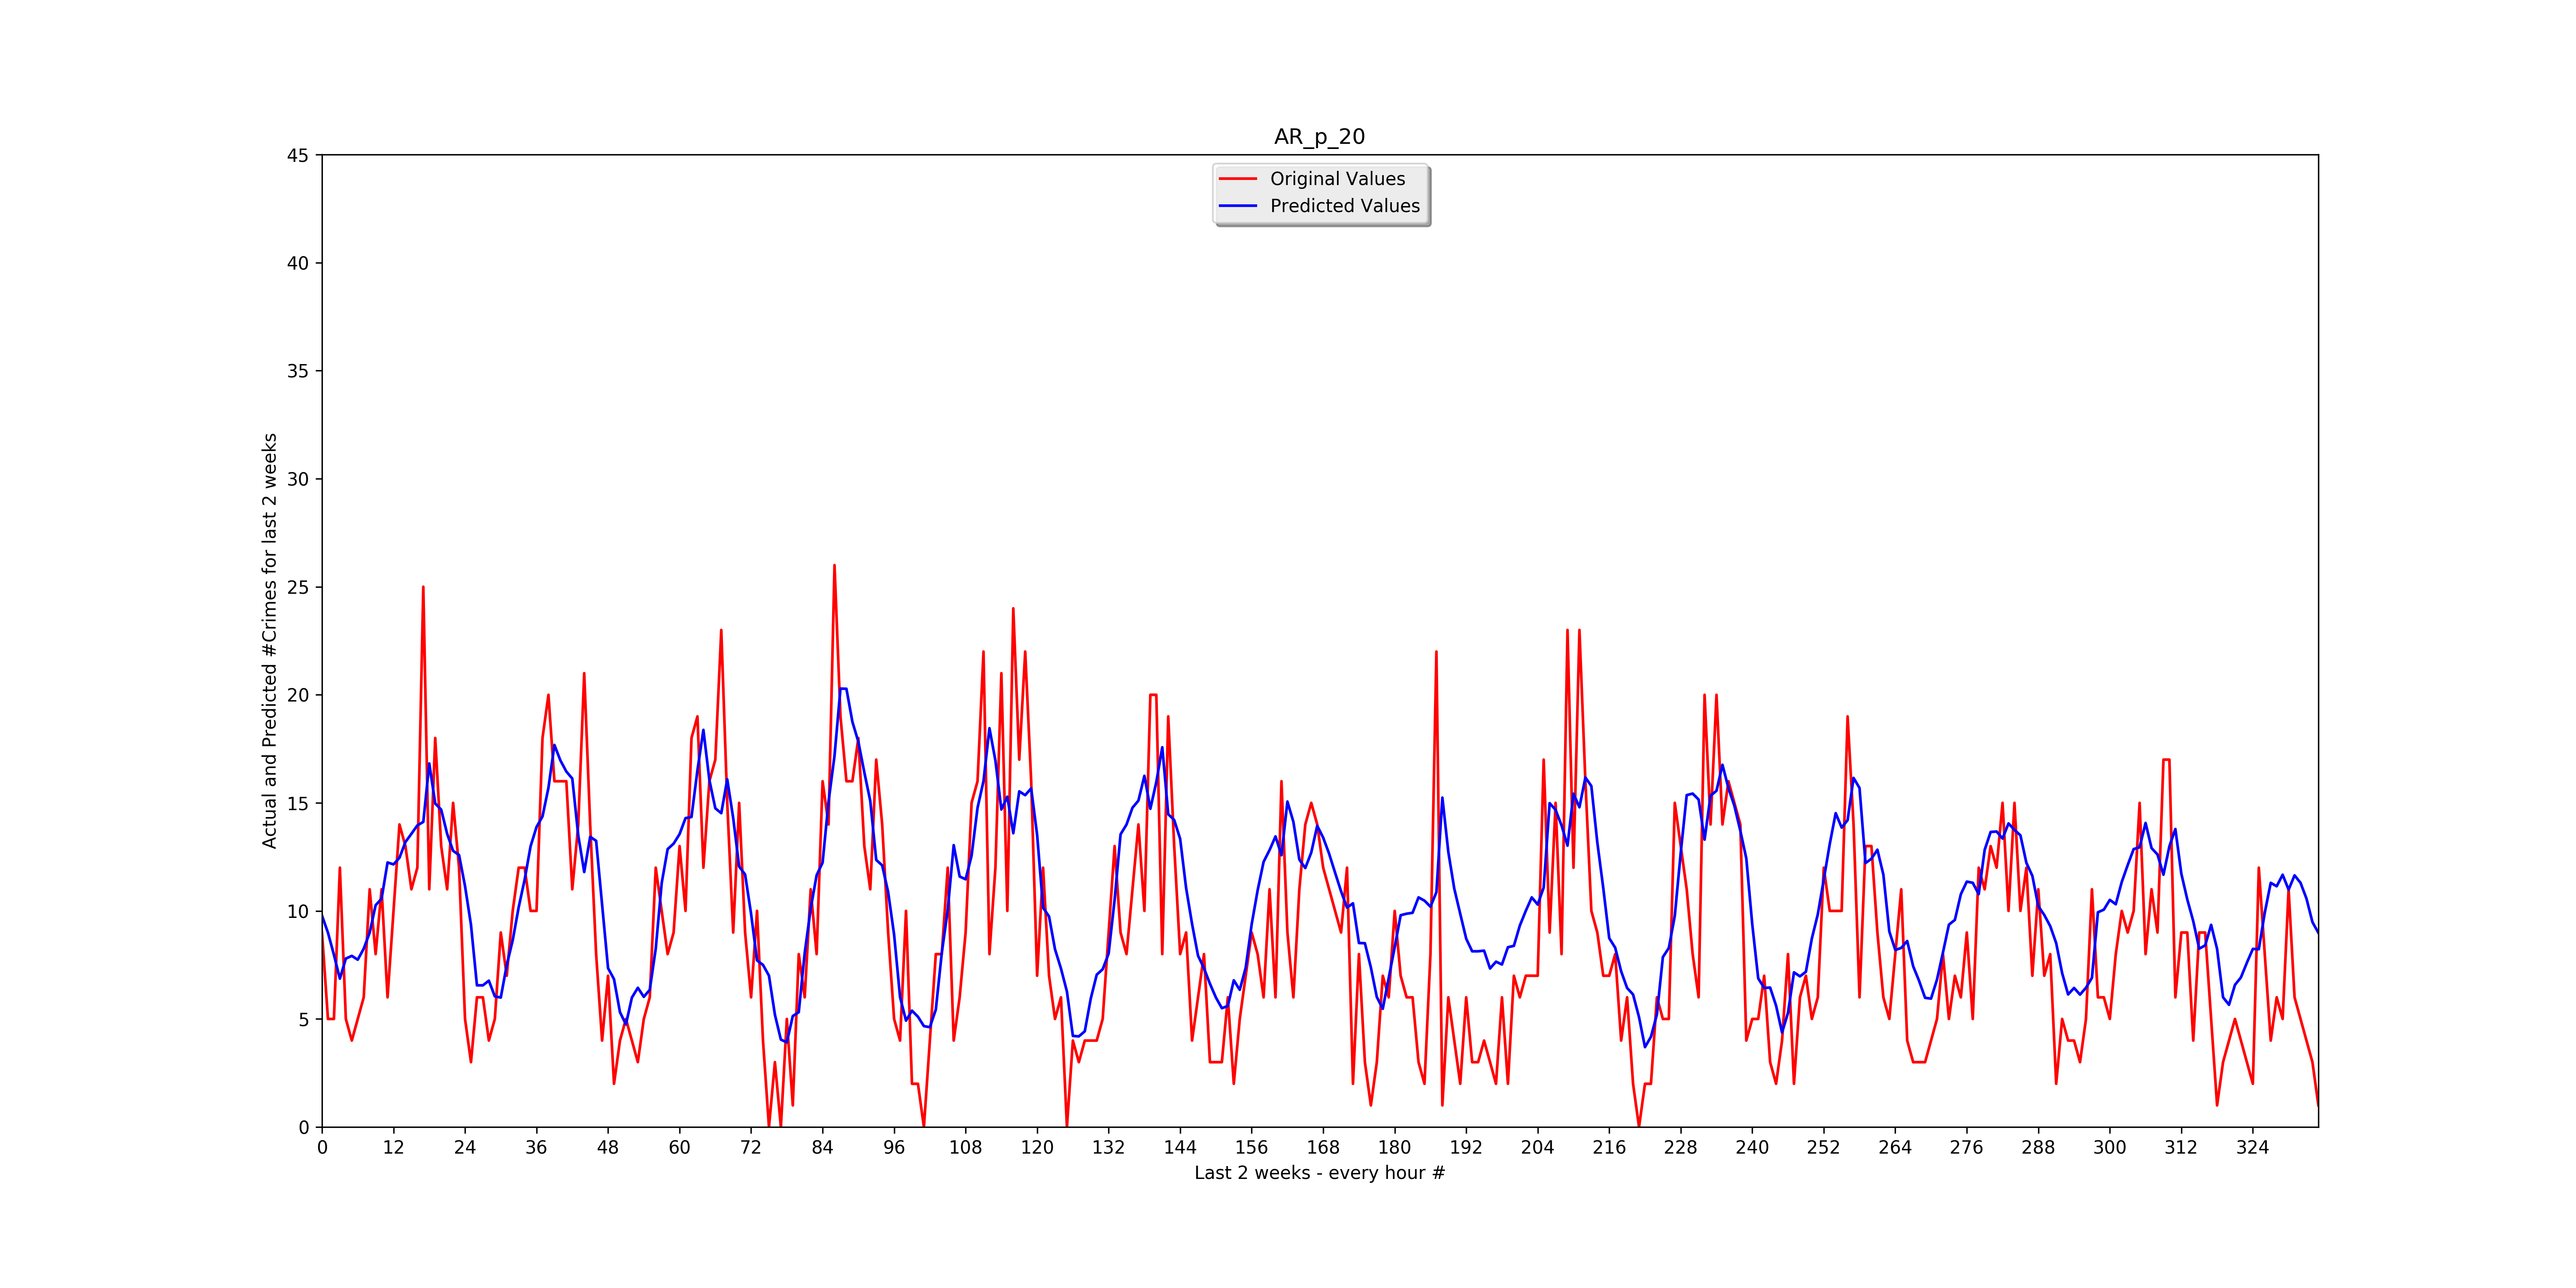 AR_p_20
Original Values
Predicted Values
Actual and Predicted #Crimes for last 2 weeks
45
40
35
30
25
20
15
10
5
0
0 12 24 36 48 60 72 84 96 108 120 132 144 156 168 180 192 204 216 228 240 252 264 276 288 300 312 324
Last 2 weeks - every hour #